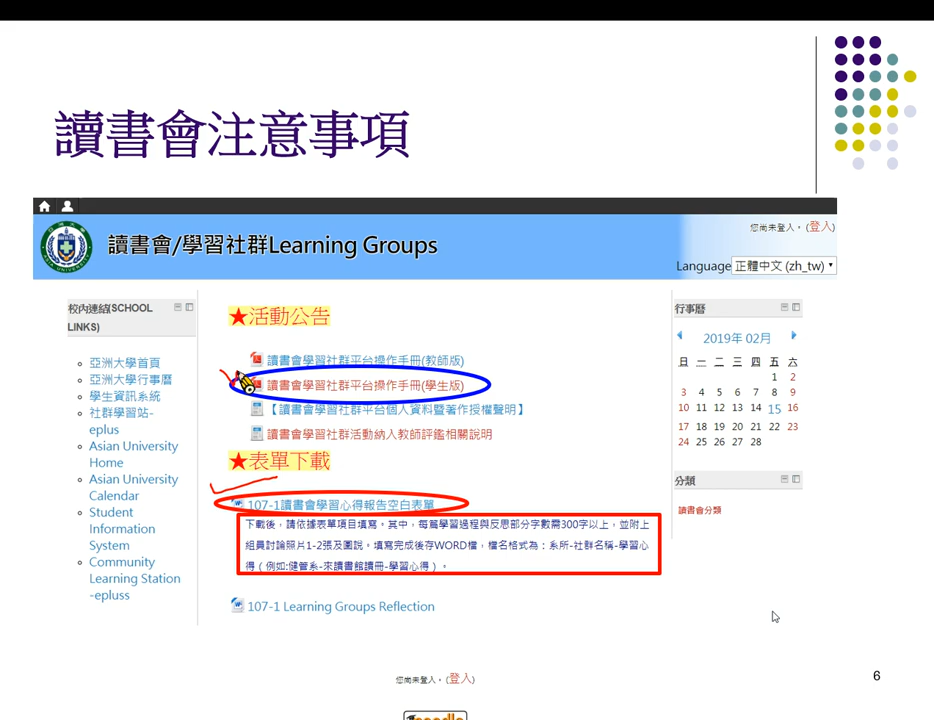 讀書會注意事項
讀書會/學習社群Learning Groups
您尚未登入。(登入)
Language 正體中文 (zh_tw)
校內連結(SCHOOL
LINKS)
亞洲大學首頁
亞洲大學行事曆
學生資訊系統
社群學習站-
eplus
Asian University
Home
Asian University
Calendar
Student
Information
System
Community
Learning Station
-epluss
★活動公告
讀書會學習社群平台操作手冊(教師版)
讀書會學習社群平台操作手冊(學生版)
【讀書會學習社群平台個人資料暨著作授權聲明】
讀書會學習社群活動納入教師評鑑相關說明
★表單下載
107-1讀書會學習心得報告空白表單
下載後，請依據表單項目填寫。其中，每篇學習過程與反思部分字數需300字以上，並附上
組員討論照片1-2張及圖說。填寫完成後存WORD檔，檔名格式為：系所-社群名稱-學習心
得（例如:健管系-來讀書館讀冊-學習心得）。
107-1 Learning Groups Reflection
行事曆
2019年 02月
日 一 二 三 四 五 六
1 2
3 4 5 6 7 8 9
10 11 12 13 14 15 16
17 18 19 20 21 22 23
24 25 26 27 28
分類
讀書會分類
您尚未登入。(登入)
moodle
6